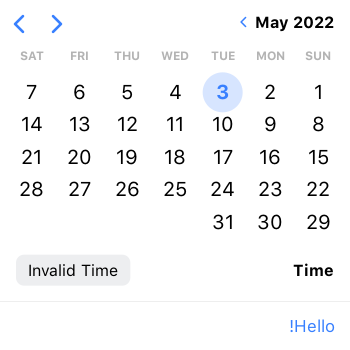 May 2022
SAT FRI THU WED TUE MON SUN
7 6 5 4 3 2 1
14 13 12 11 10 9 8
21 20 19 18 17 16 15
28 27 26 25 24 23 22
31 30 29
Invalid Time Time
!Hello